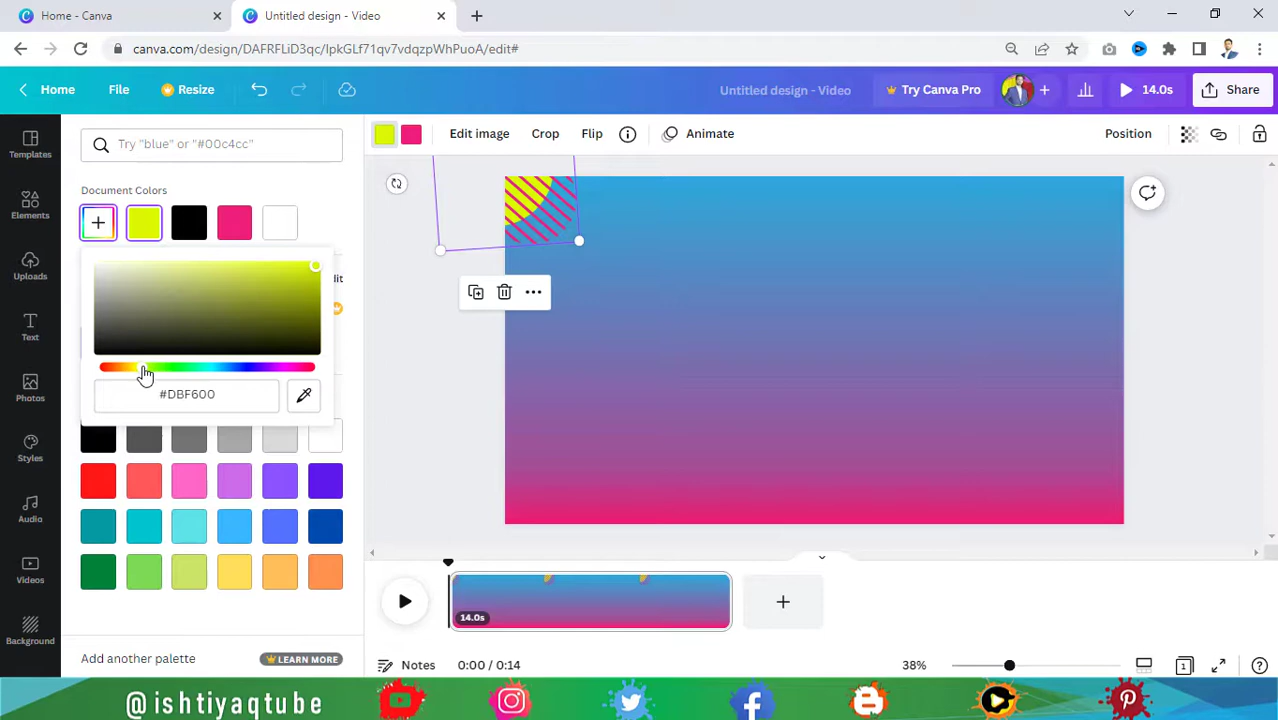 Home - Canva
Untitled design - Video
canva.com/design/DAFRFLiD3qc/IpkGLf71qv7vdqzpWhPuoA/edit#
Home
File
Resize
Untitled design - Video
Try Canva Pro
14.0s
Share
Templates
Elements
Uploads
Text
Photos
Styles
Audio
Videos
Background
Try "blue" or "#00c4cc"
Document Colors
dit
#DBF600
Add another palette
LEARN MORE
Edit image
Crop
Flip
Animate
Position
14.0s
Notes
0:00 / 0:14
38%
1
@ishtiyaqtube